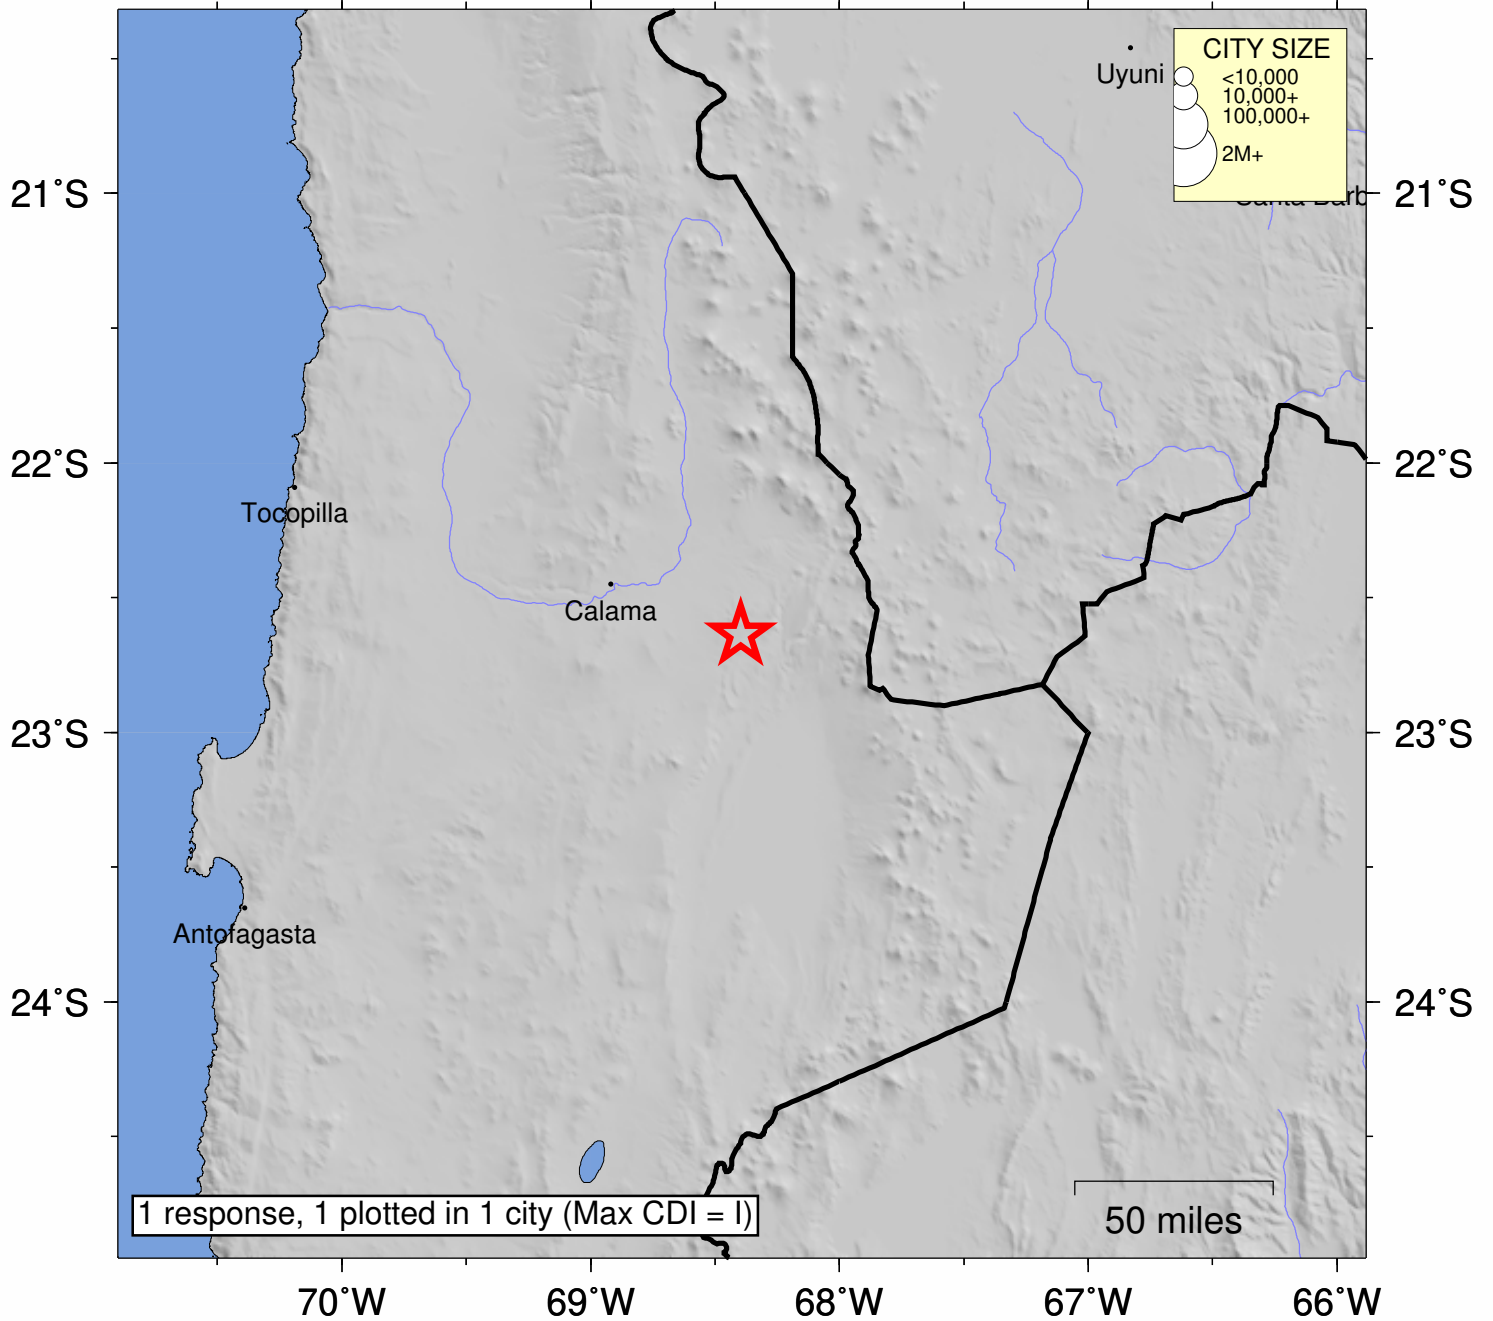 CITY SIZE
<10,000
10,000+
100,000+
2M+
Uyuni
21°S
21°S
22°S
22°S
Tocopilla
Calama
23°S
23°S
Antofagasta
24°S
24°S
1 response, 1 plotted in 1 city (Max CDI = I)
50 miles
70°W
69°W
68°W
67°W
66°W